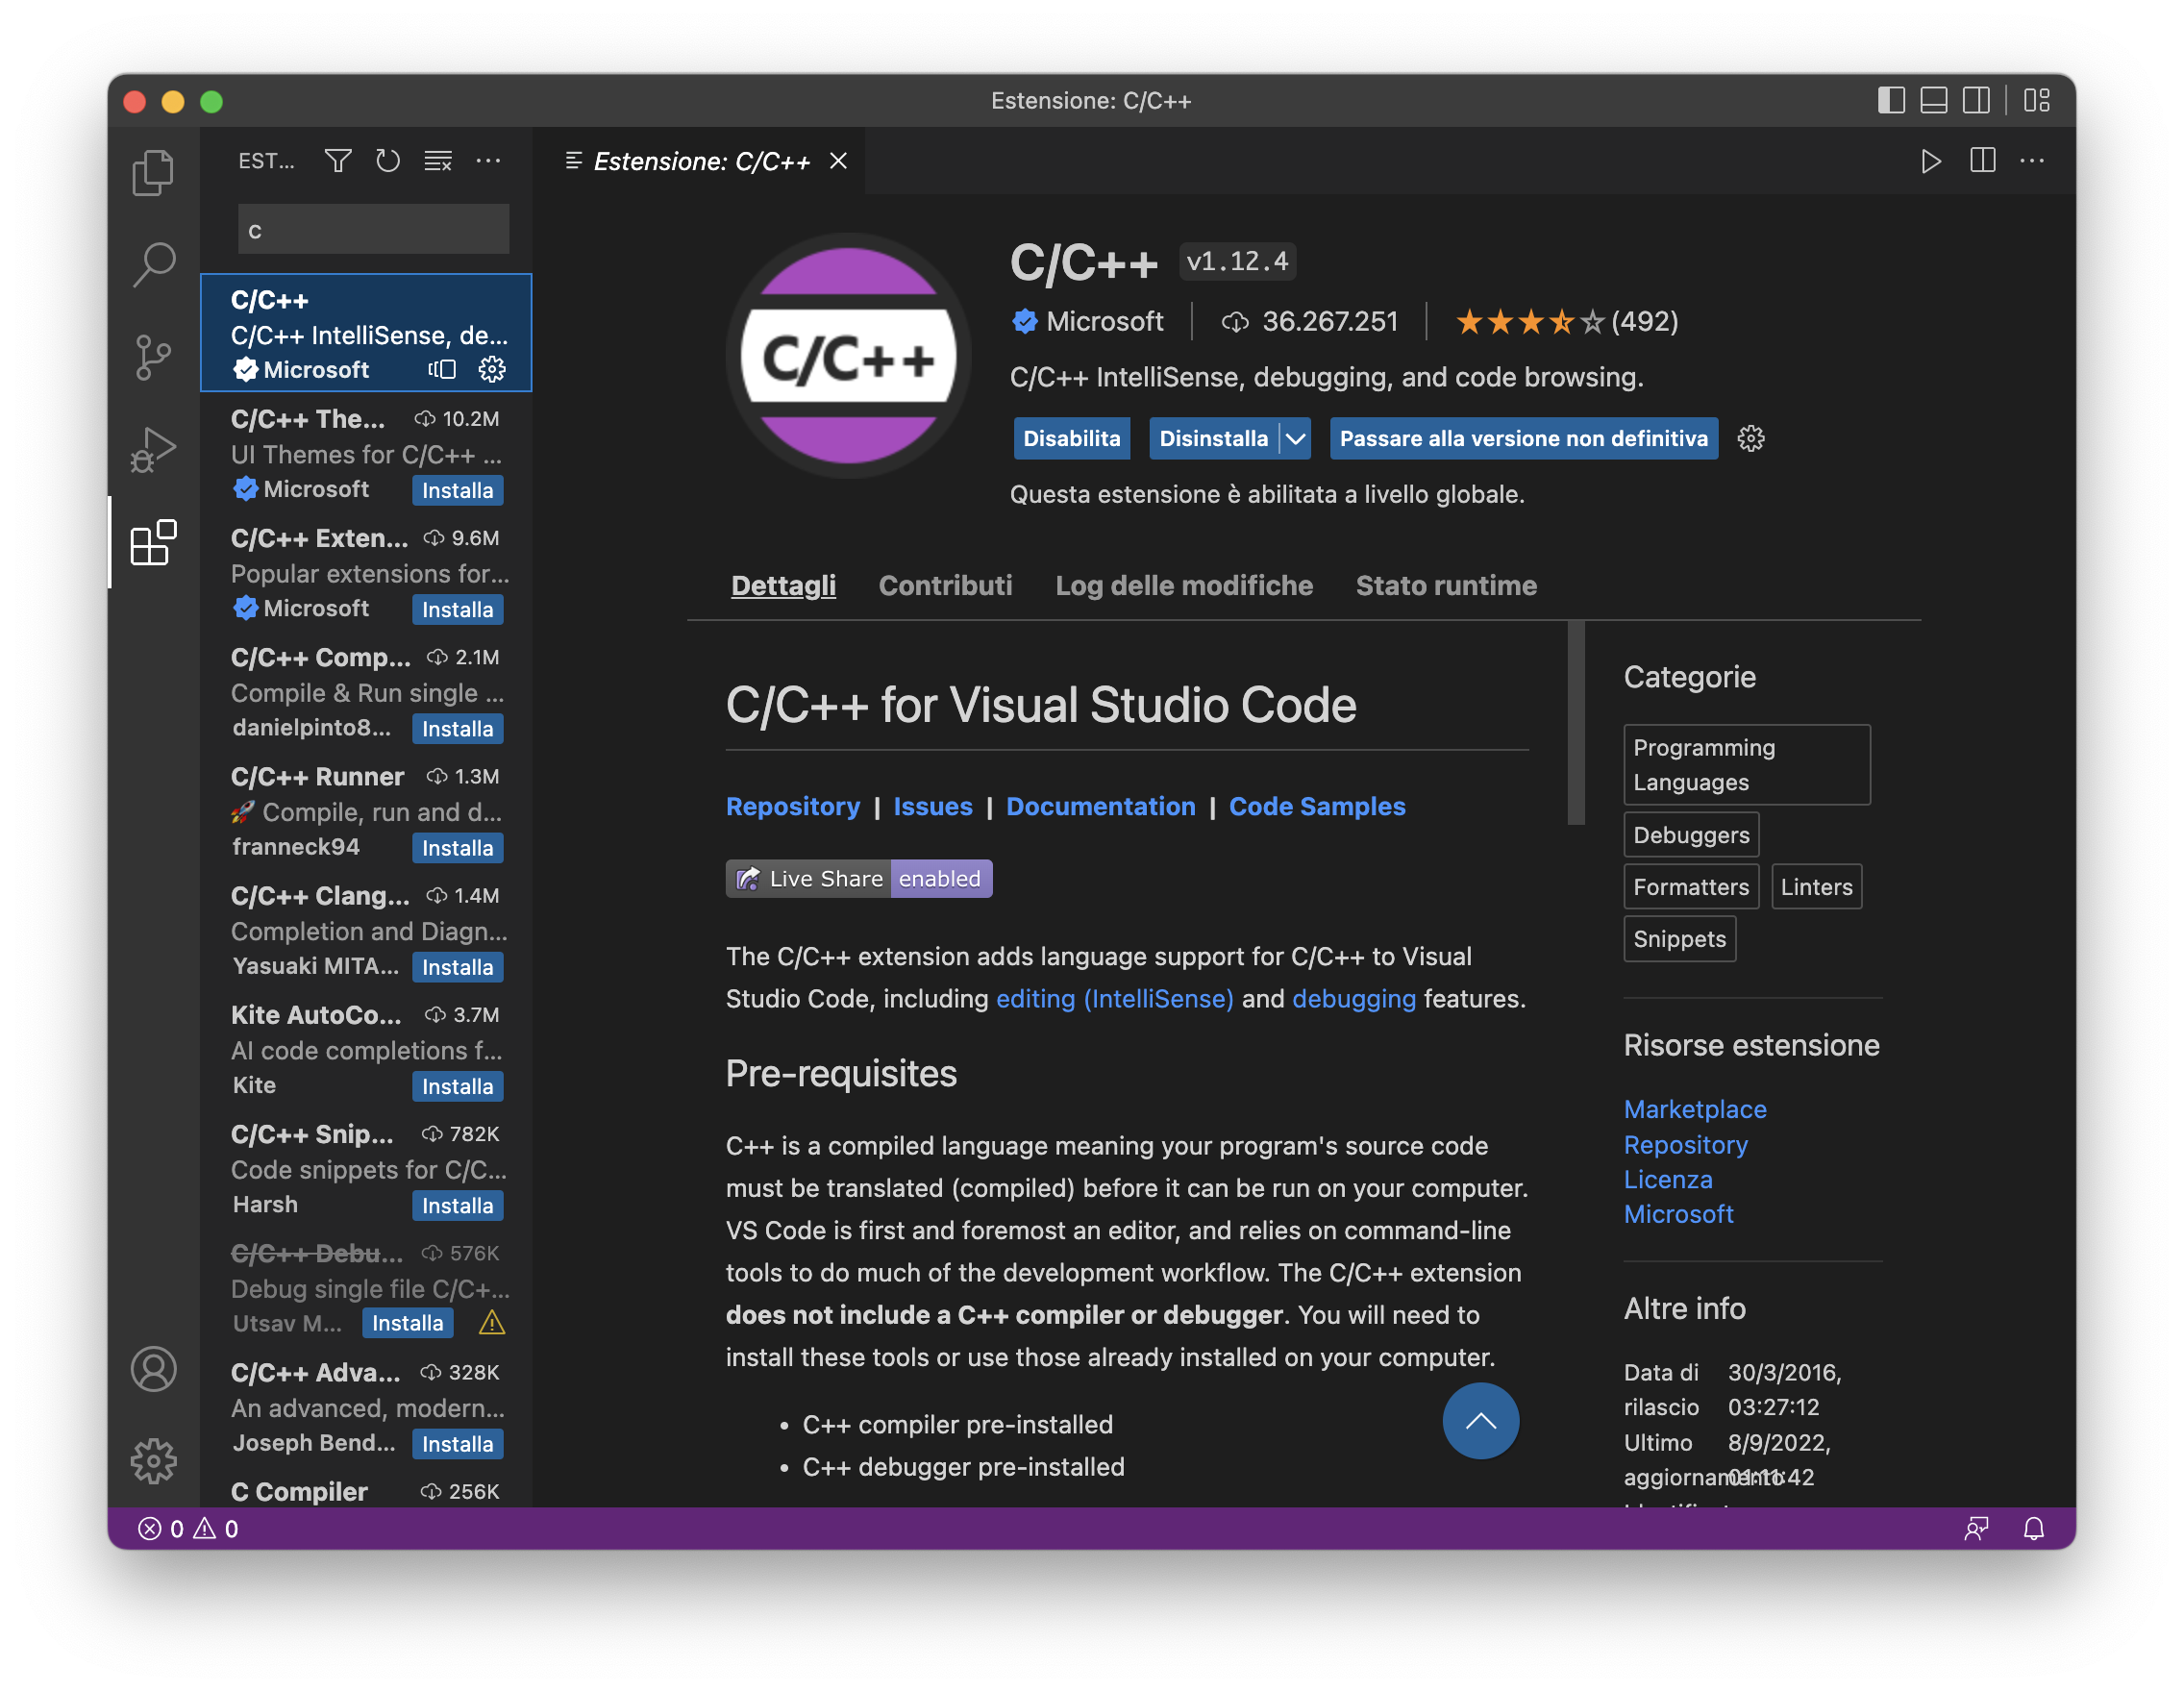 Estensione: C/C++
EST...
Estensione: C/C++
c
C/C++
C/C++ IntelliSense, de...
Microsoft
C/C++ The... 10.2M
UI Themes for C/C++ ...
Microsoft Installa
C/C++ Exten... 9.6M
Popular extensions for...
Microsoft Installa
C/C++ Comp... 2.1M
Compile & Run single ...
danielpinto8... Installa
C/C++ Runner 1.3M
🚀 Compile, run and d...
franneck94 Installa
C/C++ Clang... 1.4M
Completion and Diagn...
Yasuaki MITA... Installa
Kite AutoCo... 3.7M
AI code completions f...
Kite Installa
C/C++ Snip... 782K
Code snippets for C/C...
Harsh Installa
C/C++ Debu... 576K
Debug single file C/C+...
Utsav M... Installa
C/C++ Adva... 328K
An advanced, modern...
Joseph Bend... Installa
C Compiler 256K
C/C++
C/C++ v1.12.4
Microsoft 36.267.251 (492)
C/C++ IntelliSense, debugging, and code browsing.
Disabilita Disinstalla Passare alla versione non definitiva
Questa estensione è abilitata a livello globale.
Dettagli Contributi Log delle modifiche Stato runtime
C/C++ for Visual Studio Code
Repository | Issues | Documentation | Code Samples
Live Share enabled
The C/C++ extension adds language support for C/C++ to Visual
Studio Code, including editing (IntelliSense) and debugging features.
Pre-requisites
C++ is a compiled language meaning your program's source code
must be translated (compiled) before it can be run on your computer.
VS Code is first and foremost an editor, and relies on command-line
tools to do much of the development workflow. The C/C++ extension
does not include a C++ compiler or debugger. You will need to
install these tools or use those already installed on your computer.
• C++ compiler pre-installed
• C++ debugger pre-installed
Categorie
Programming
Languages
Debuggers
Formatters Linters
Snippets
Risorse estensione
Marketplace
Repository
Licenza
Microsoft
Altre info
Data di 30/3/2016,
rilascio 03:27:12
Ultimo 8/9/2022,
aggiornamento 01:11:42
0 0